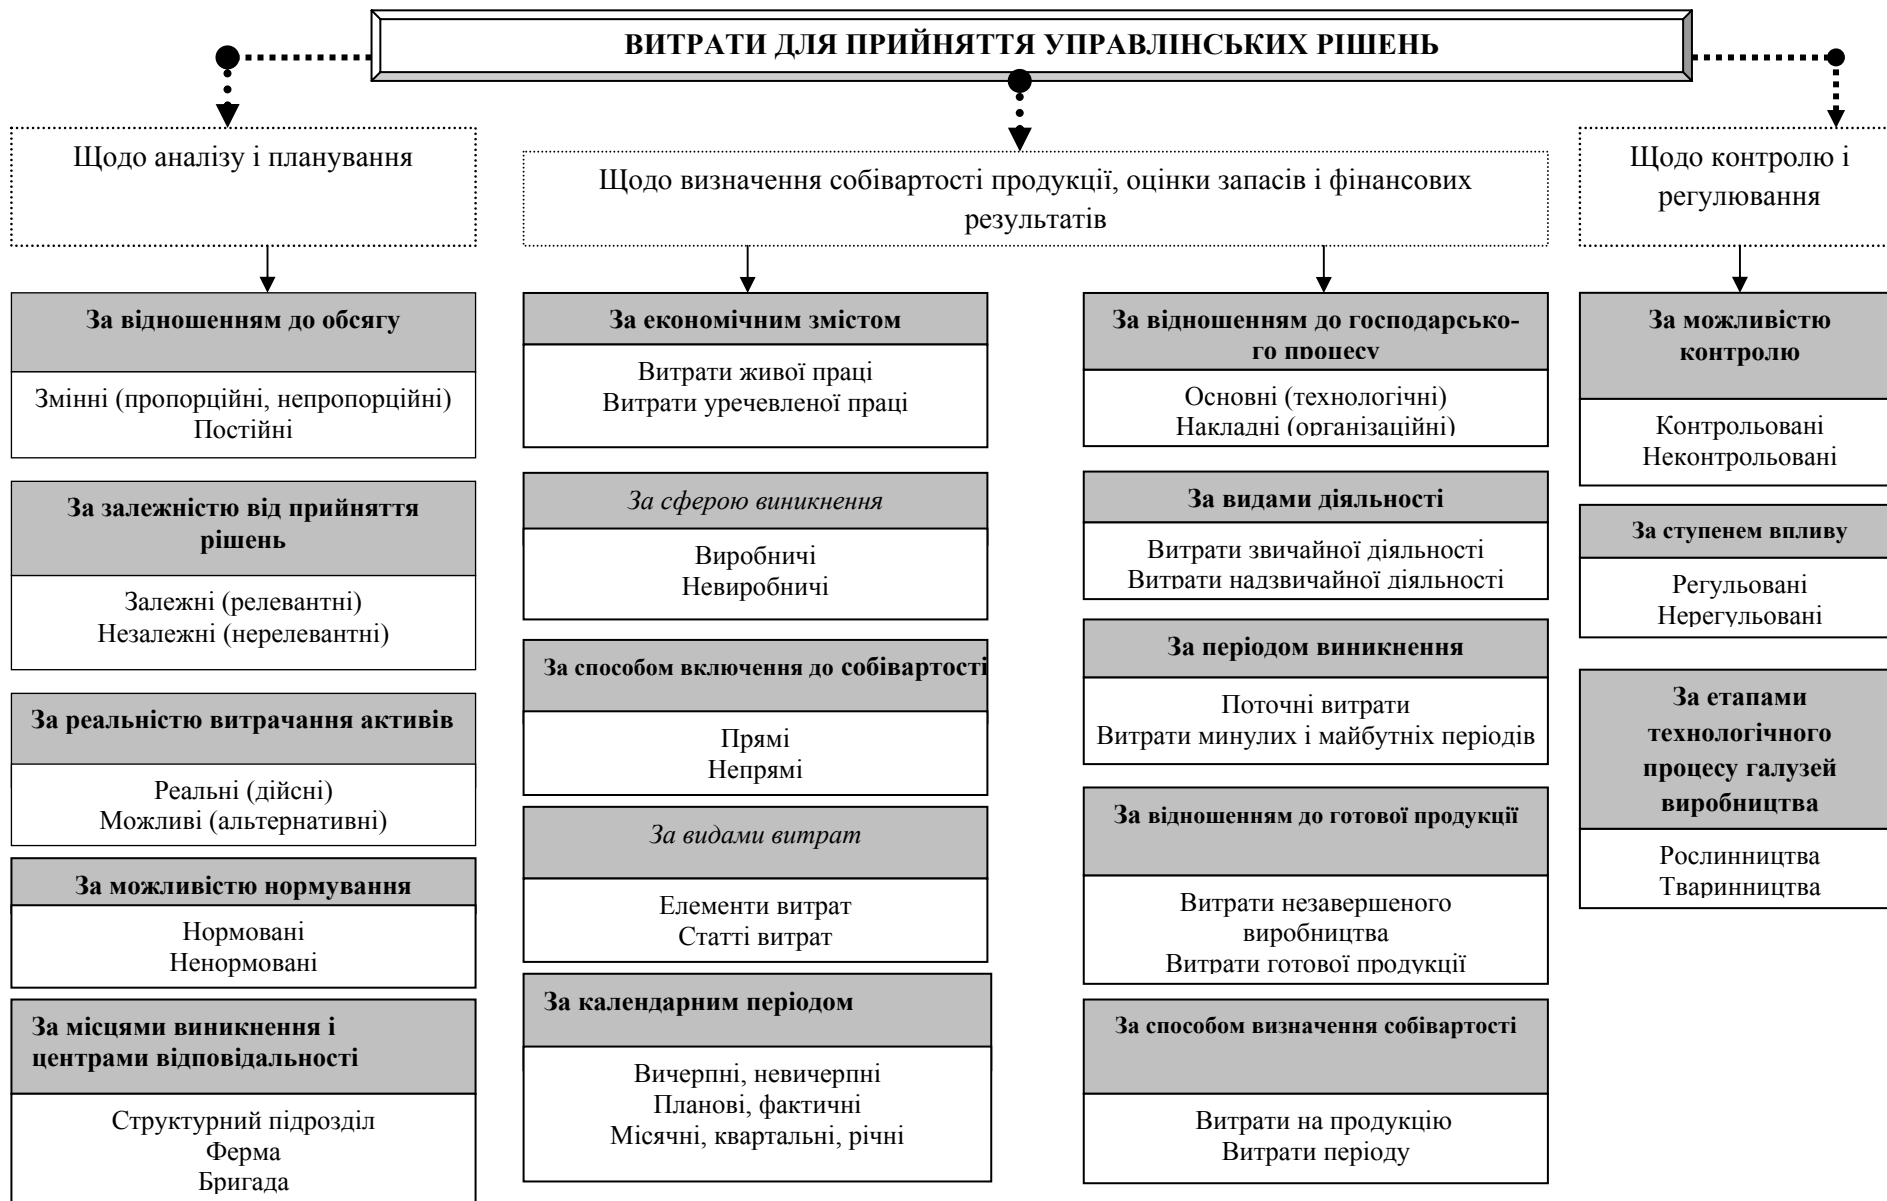 ВИТРАТИ ДЛЯ ПРИЙНЯТТЯ УПРАВЛІНСЬКИХ РІШЕНЬ
Щодо аналізу і планування
Щодо визначення собівартості продукції, оцінки запасів і фінансових
результатів
Щодо контролю і
регулювання
За відношенням до обсягу
Змінні (пропорційні, непропорційні)
Постійні
За залежністю від прийняття
рішень
Залежні (релевантні)
Незалежні (нерелевантні)
За реальністю витрачання активів
Реальні (дійсні)
Можливі (альтернативні)
За можливістю нормування
Нормовані
Ненормовані
За місцями виникнення і
центрами відповідальності
Структурний підрозділ
Ферма
Бригада
За економічним змістом
Витрати живої праці
Витрати уречевленої праці
За сферою виникнення
Виробничі
Невиробничі
За способом включення до собівартості
Прямі
Непрямі
За видами витрат
Елементи витрат
Статті витрат
За календарним періодом
Вичерпні, невичерпні
Планові, фактичні
Місячні, квартальні, річні
За відношенням до господарсько-
го процесу
Основні (технологічні)
Накладні (організаційні)
За видами діяльності
Витрати звичайної діяльності
Витрати надзвичайної діяльності
За періодом виникнення
Поточні витрати
Витрати минулих і майбутніх періодів
За відношенням до готової продукції
Витрати незавершеного
виробництва
Витрати готової продукції
За способом визначення собівартості
Витрати на продукцію
Витрати періоду
За можливістю
контролю
Контрольовані
Неконтрольовані
За ступенем впливу
Регульовані
Нерегульовані
За етапами
технологічного
процесу галузей
виробництва
Рослинництва
Тваринництва